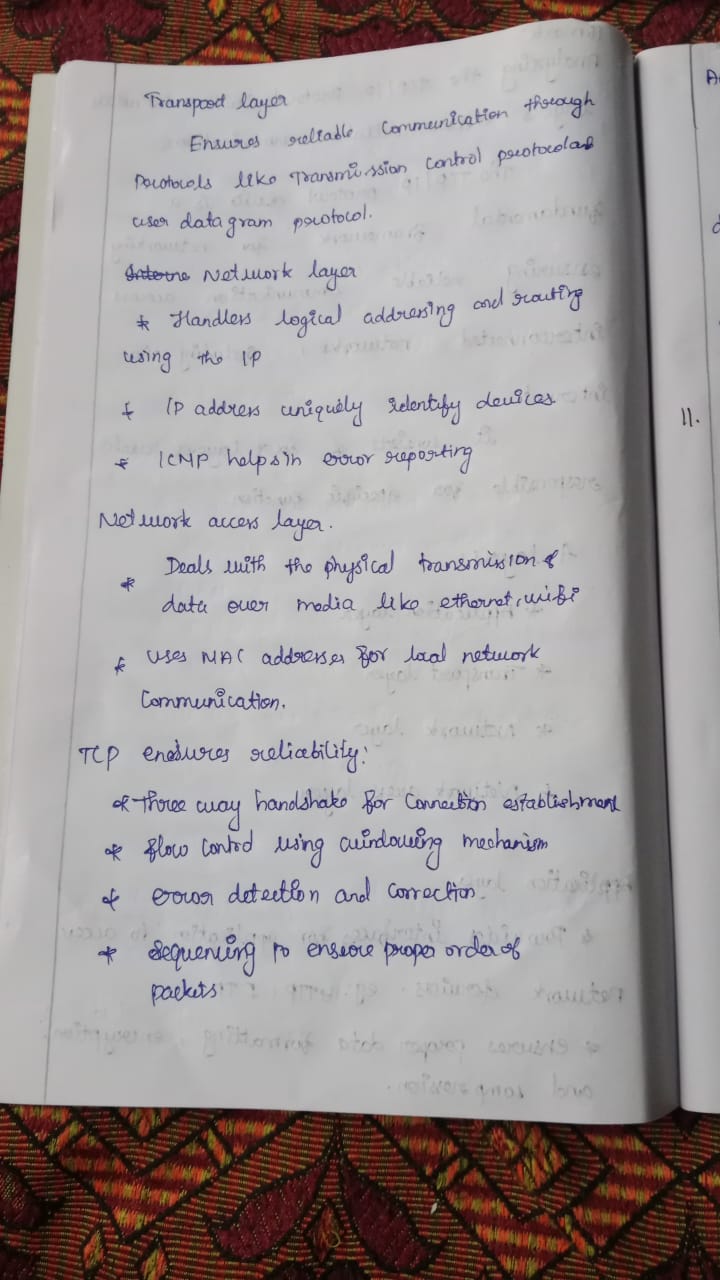 Transpoot layer
Ensures reliable Communication through
Protocols like Transmission Control protocol and
user datagram protocol.
Interne Network layer
* Handlers logical addressing and routing
using the IP
* IP address uniquely identify devices
* ICMP helps in error reporting
Network access layer.
* Deals with the physical transmission of
data over media like ethernet, wifi
* Uses MAC addresses for local network
Communication.
TCP endures reliability:
* Three way handshake for Connection establishment
* flow control using windowing mechanism
* error detection and correction.
* Sequencing to ensure proper order of
packets.
11.